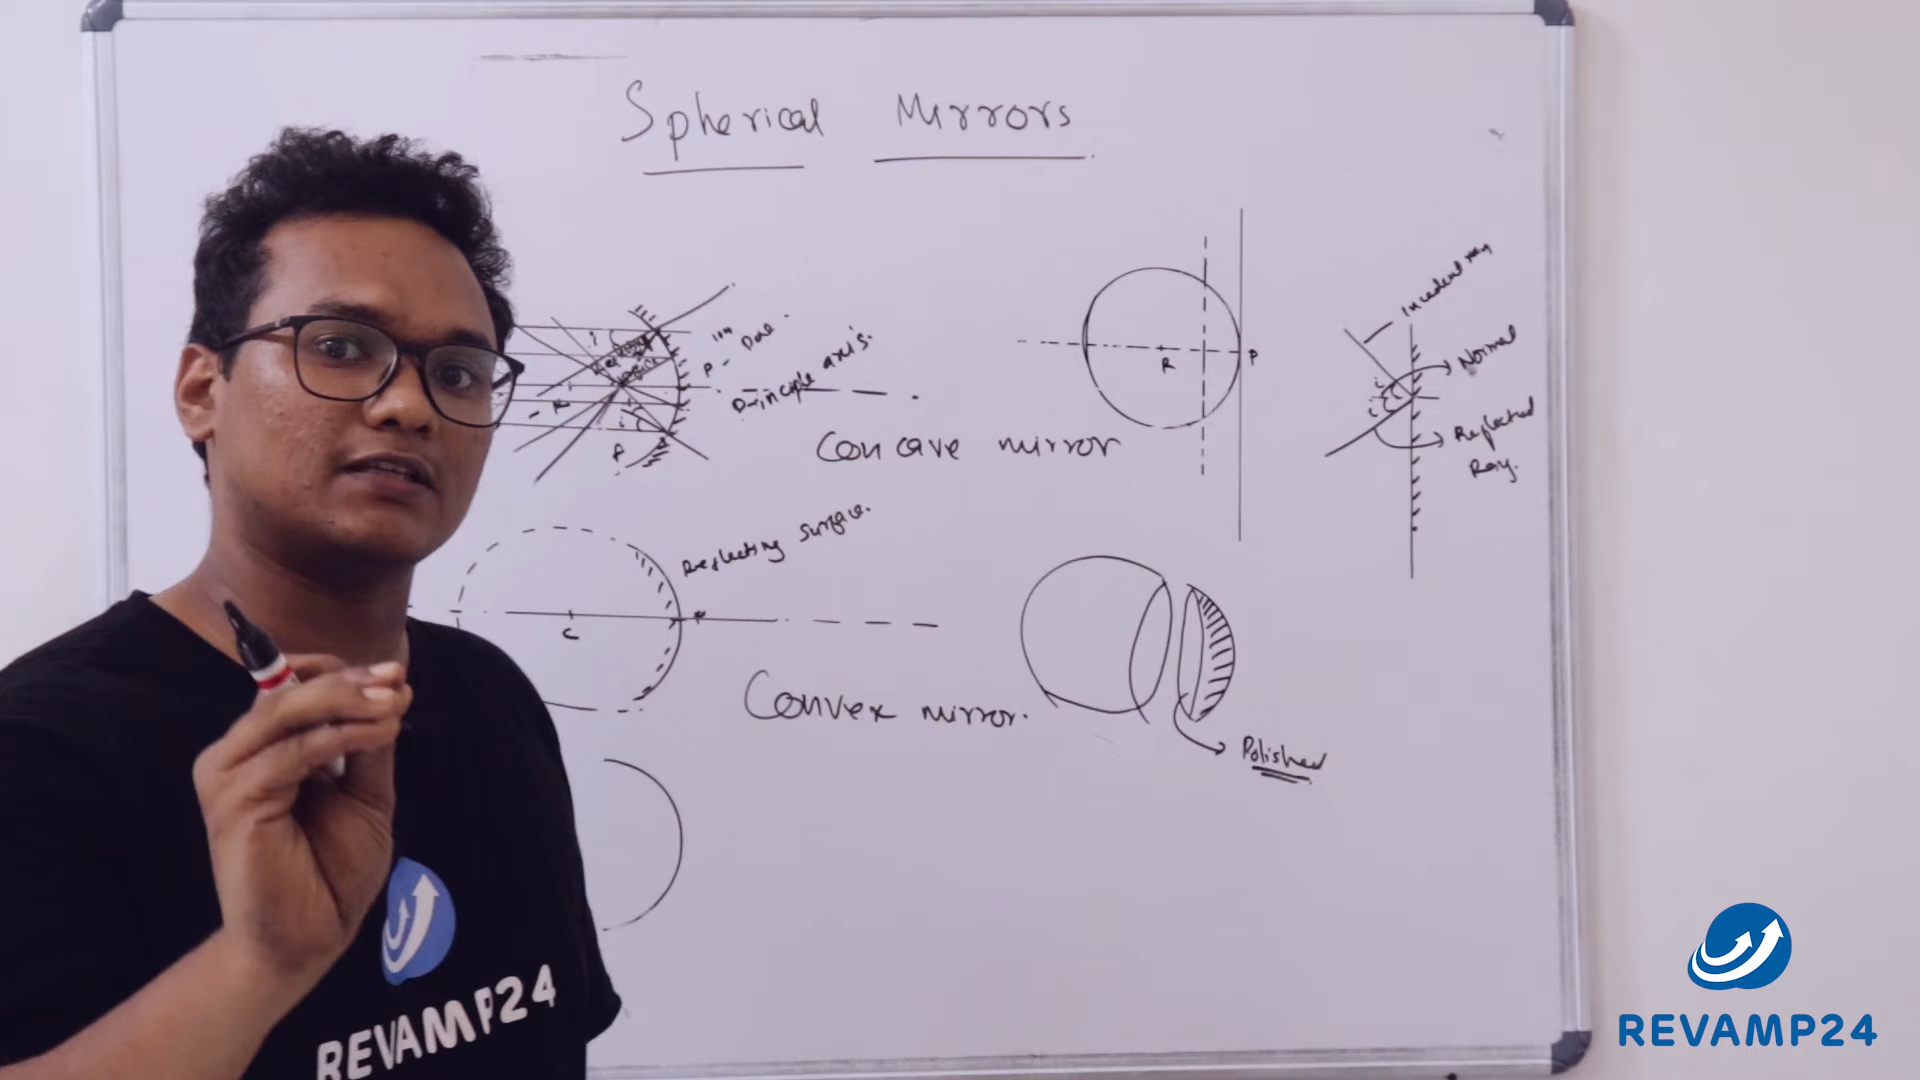 Spherical Mirrors
Incident ray
Normal
Reflected
Ray.
i
i
P - Pole
Principle axis.
R
P
R
P
i
i
Concave mirror
Reflecting surface.
C
P
Convex mirror.
Polished
REVAMP24
REVAMP24